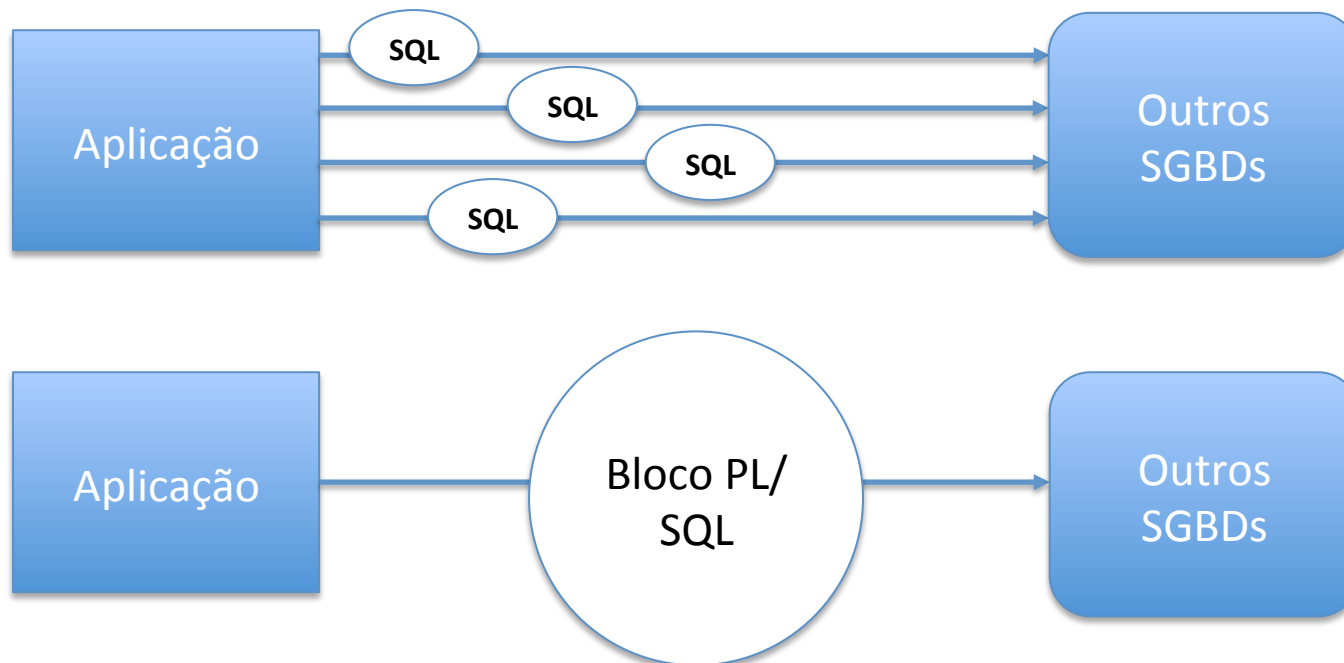 Aplicação
SQL
SQL
SQL
SQL
Outros
SGBDs
Aplicação
Bloco PL/
SQL
Outros
SGBDs